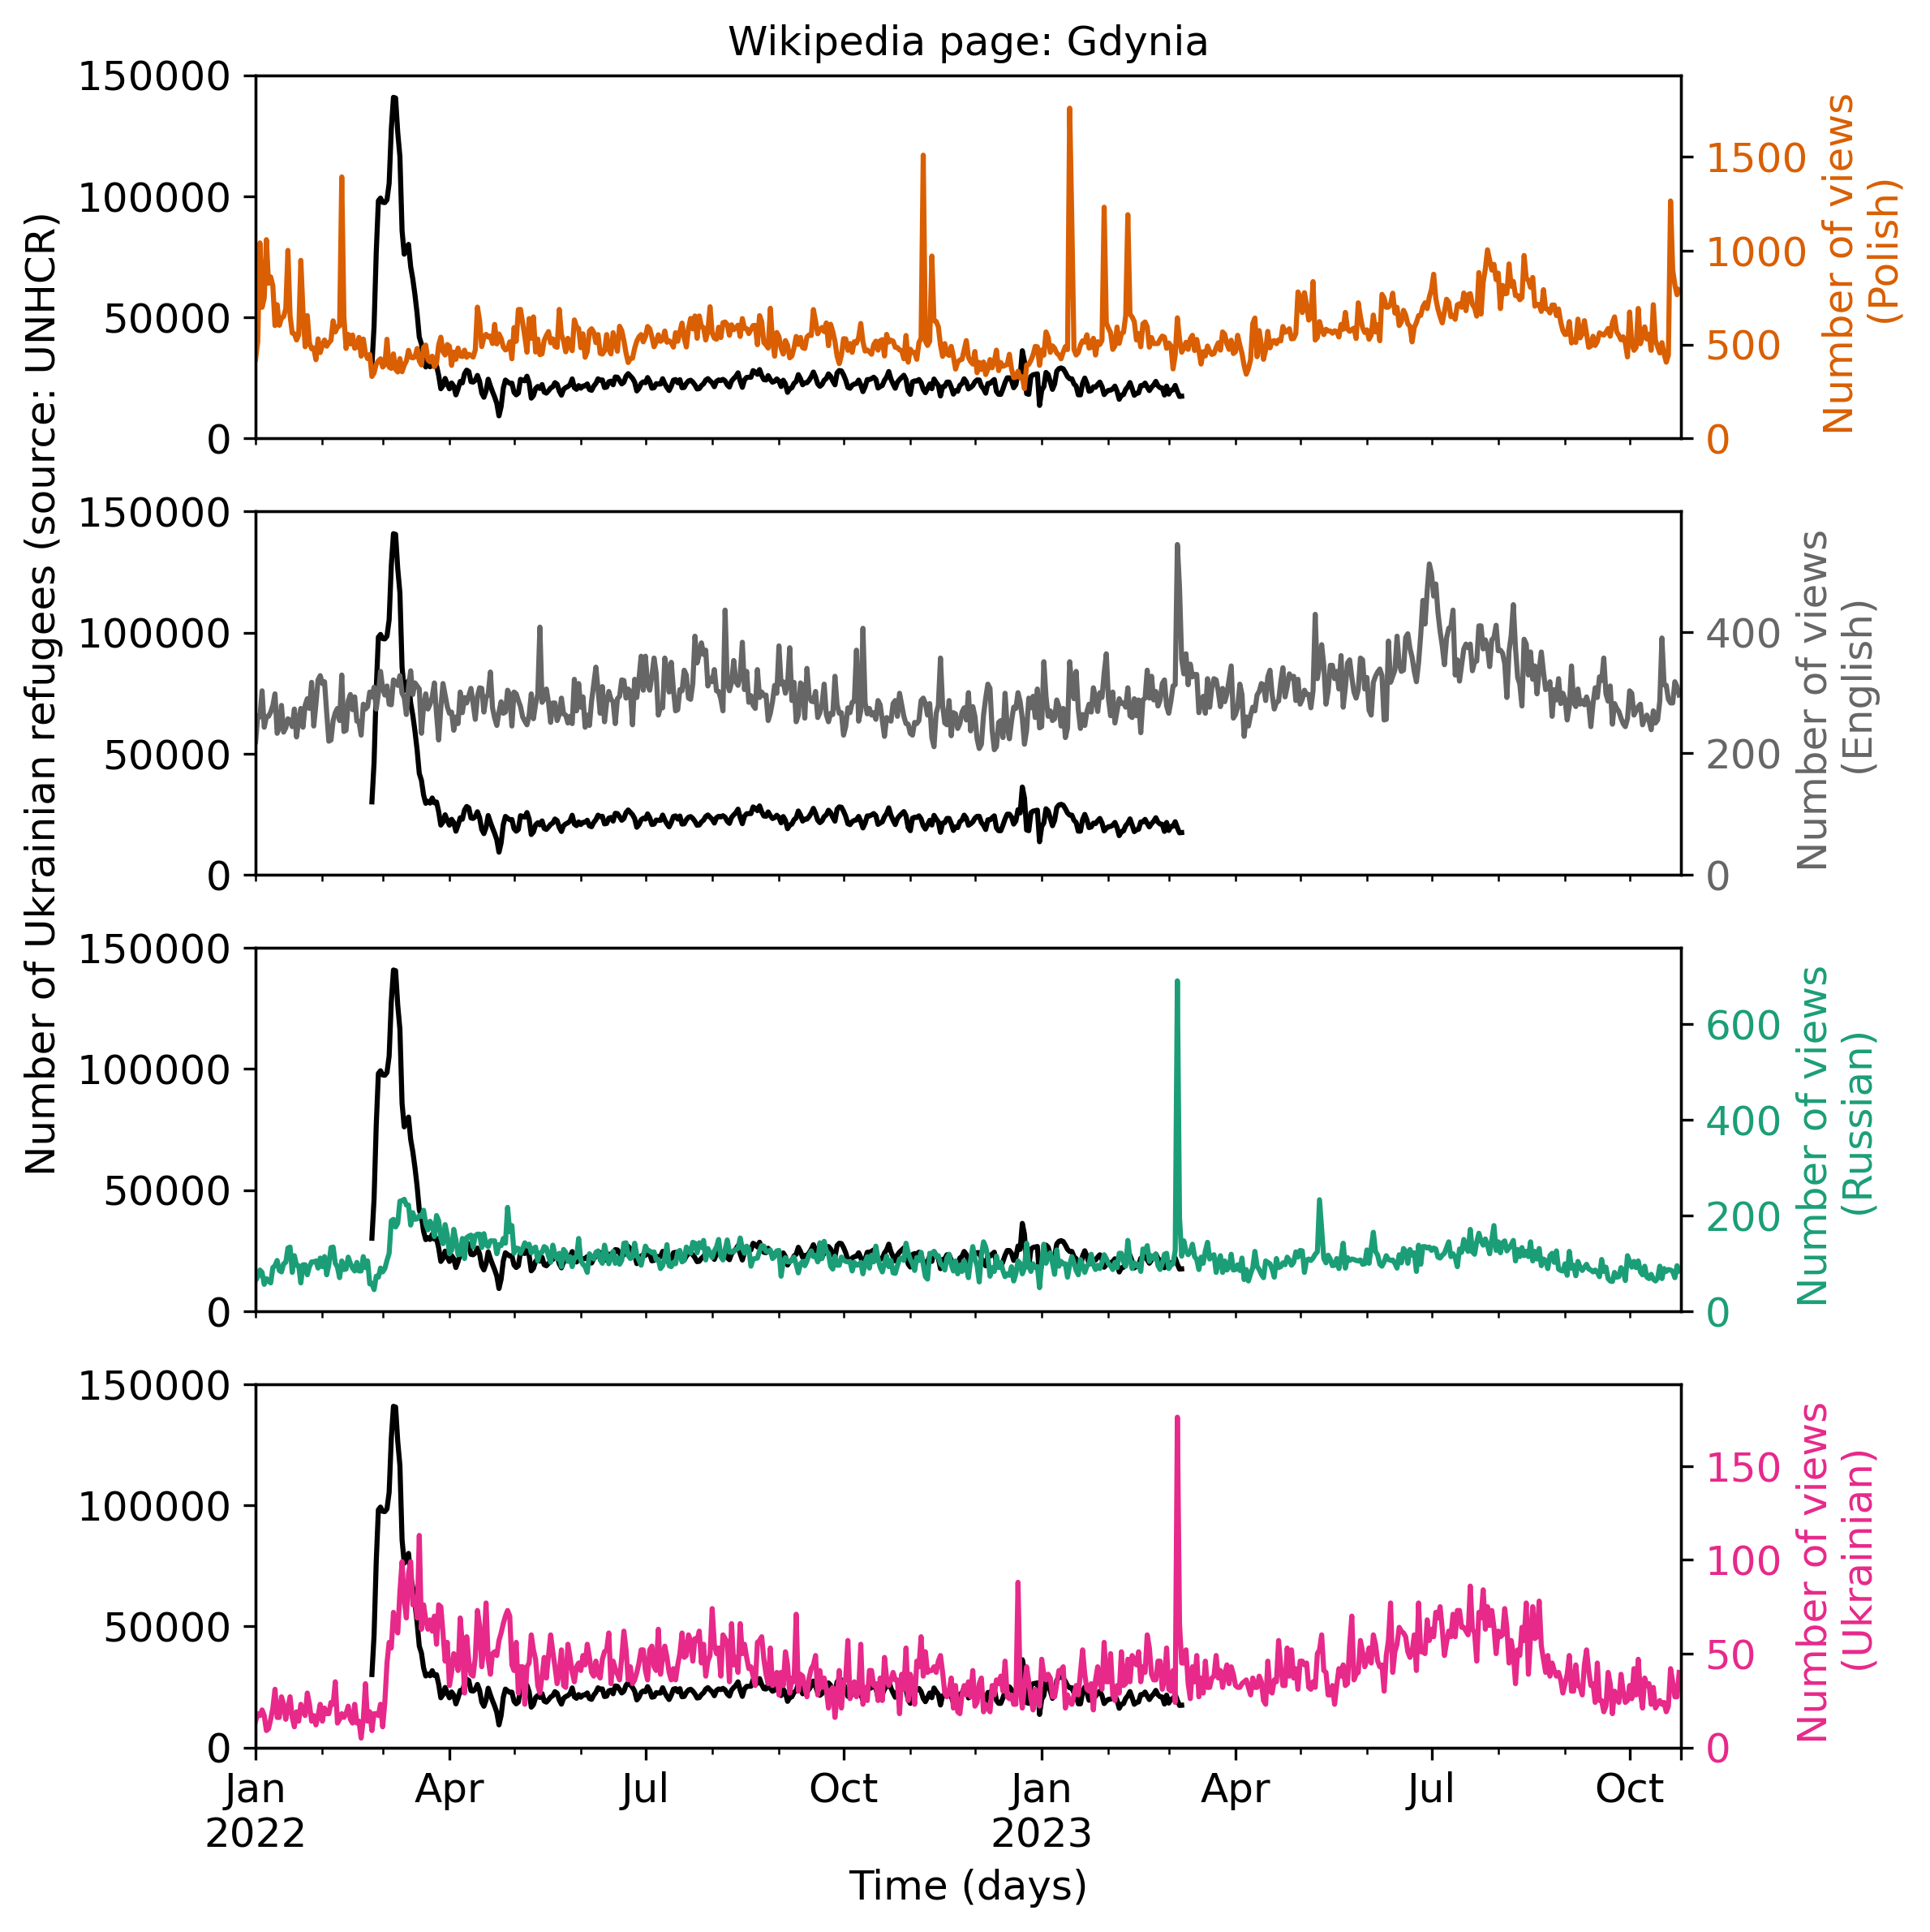 Wikipedia page: Gdynia
Number of Ukrainian refugees (source: UNHCR)
150000
100000
50000
0
1500
1000
500
0
Number of views
(Polish)
150000
100000
50000
0
400
200
0
Number of views
(English)
150000
100000
50000
0
600
400
200
0
Number of views
(Russian)
150000
100000
50000
0
150
100
50
0
Number of views
(Ukrainian)
Jan Apr Jul Oct Jan Apr Jul Oct
2022 2023
Time (days)